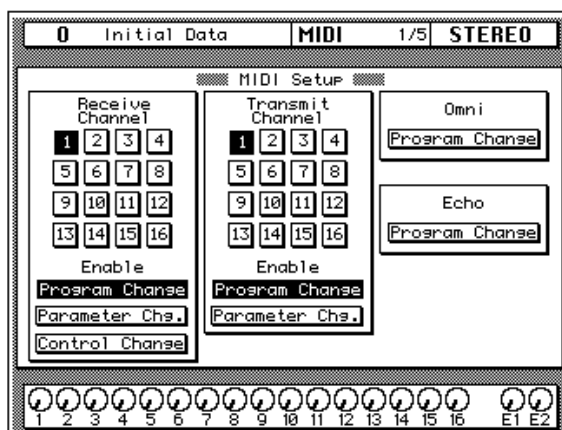 0 Initial Data MIDI 1/5 STEREO
MIDI Setup
Receive Channel
1 2 3 4
5 6 7 8
9 10 11 12
13 14 15 16
Enable
Program Change
Parameter Chg.
Control Change
Transmit Channel
1 2 3 4
5 6 7 8
9 10 11 12
13 14 15 16
Enable
Program Change
Parameter Chg.
Omni
Program Change
Echo
Program Change
1 2 3 4 5 6 7 8 9 10 11 12 13 14 15 16 E1 E2